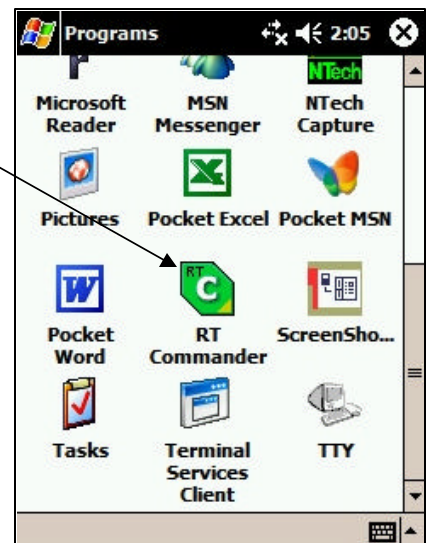 Programs 2:05
NTech
Microsoft Reader
MSN Messenger
NTech Capture
Pictures
Pocket Excel
Pocket MSN
W
RT
C
Pocket Word
RT Commander
ScreenSho...
Tasks
Terminal Services Client
TTY